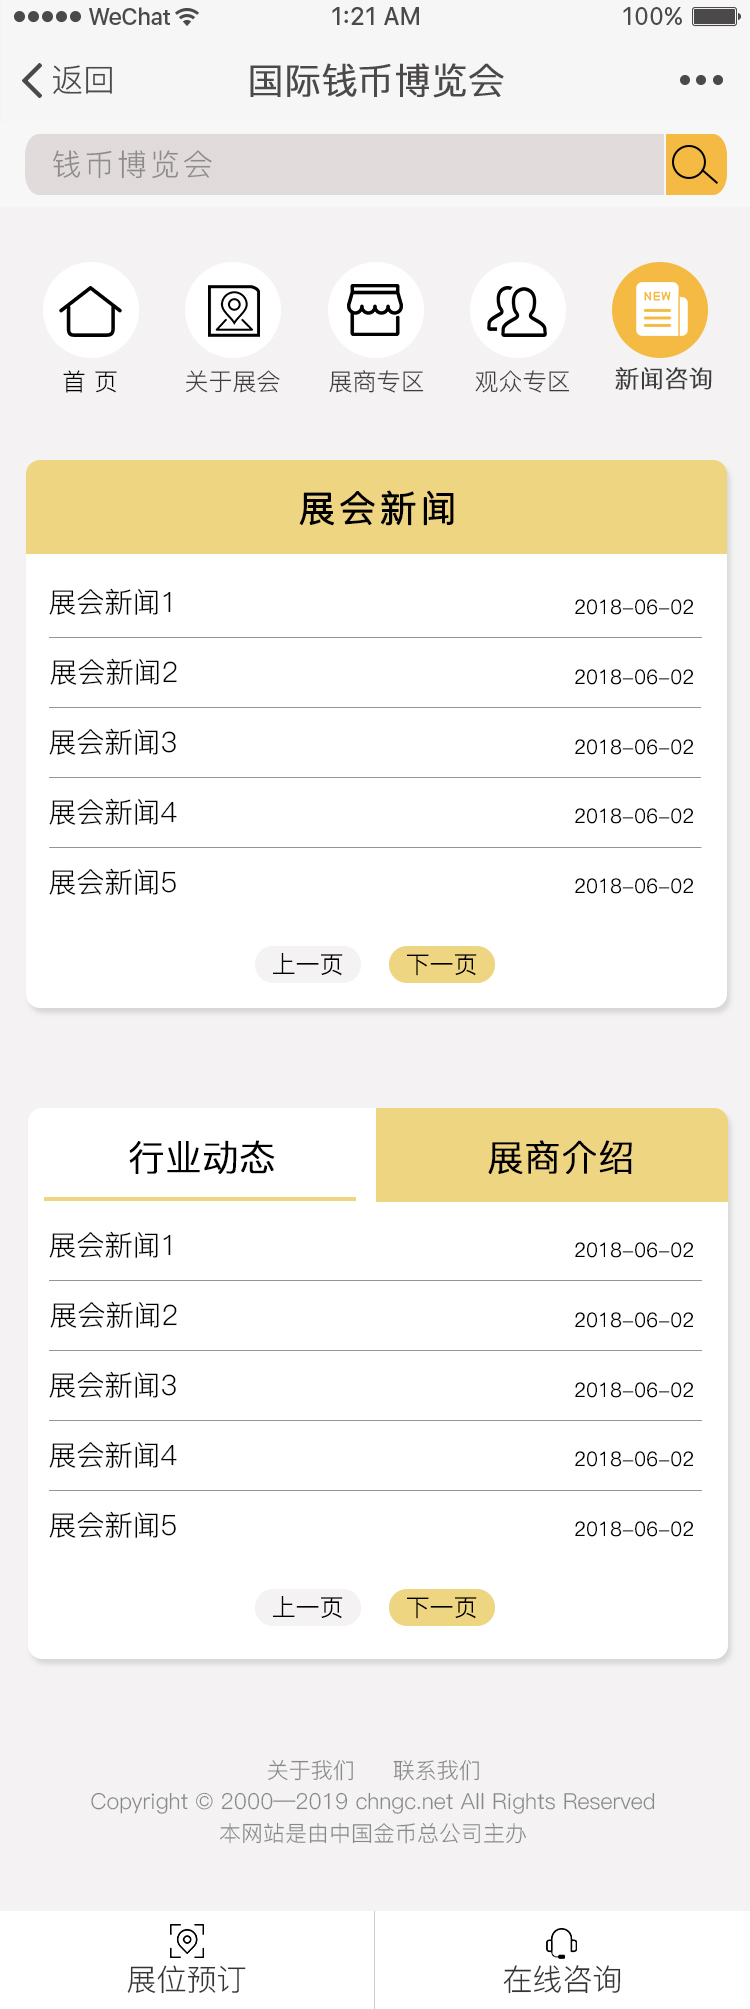 ●●●●● WeChat 1:21 AM 100%
返回 国际钱币博览会 •••
钱币博览会
NEW
首 页 关于展会 展商专区 观众专区 新闻咨询
展会新闻
展会新闻1 2018-06-02
展会新闻2 2018-06-02
展会新闻3 2018-06-02
展会新闻4 2018-06-02
展会新闻5 2018-06-02
上一页 下一页
行业动态 展商介绍
展会新闻1 2018-06-02
展会新闻2 2018-06-02
展会新闻3 2018-06-02
展会新闻4 2018-06-02
展会新闻5 2018-06-02
上一页 下一页
关于我们 联系我们
Copyright © 2000—2019 chngc.net All Rights Reserved
本网站是由中国金币总公司主办
展位预订 在线咨询